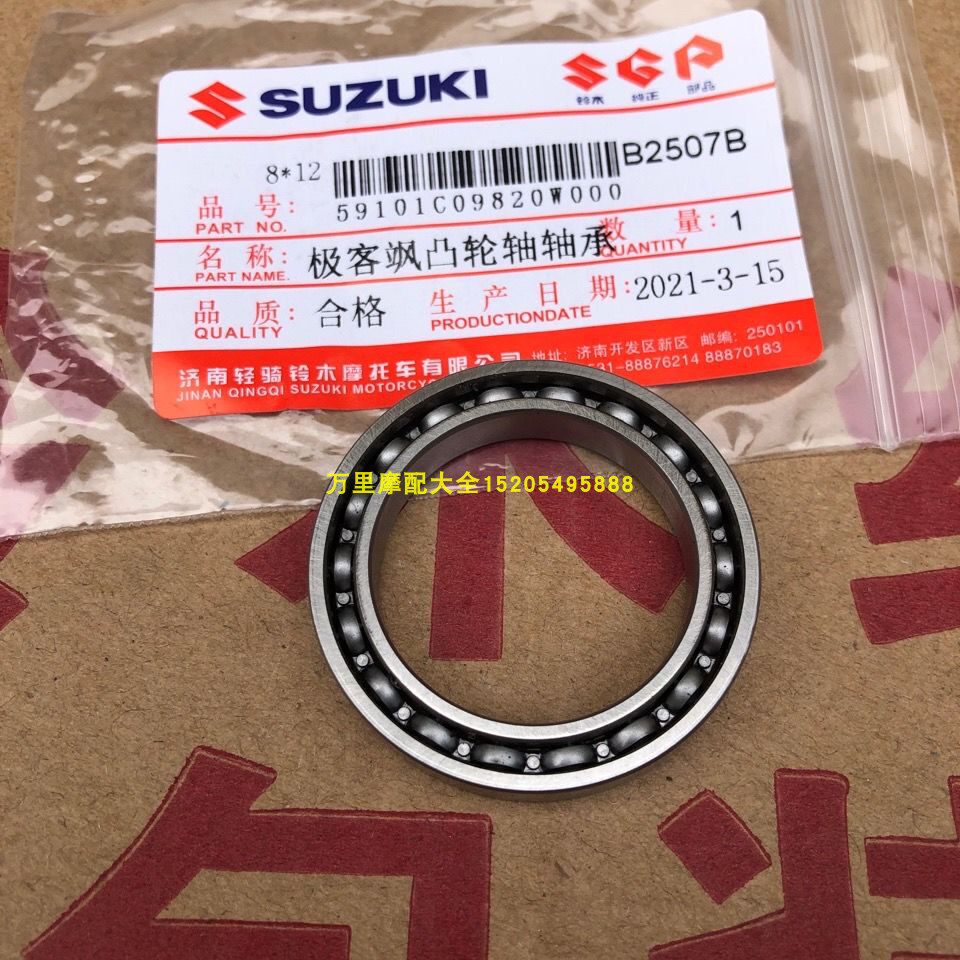 SUZUKI SGP
铃木 纯正 部品
8*12 B2507B
品 号: 59101C09820W000
PART NO.
名 称: 极客飒凸轮轴轴承 数 量: 1
PART NAME. QUANTITY
品 质: 合格 生 产 日 期: 2021-3-15
QUALITY PRODUCTIONDATE
济南轻骑铃木摩托车有限公司 地址: 济南开发区新区 邮编: 250101
JINAN QINGQI SUZUKI MOTORCYC 531-88876214 88870183
万里摩配大全15205495888